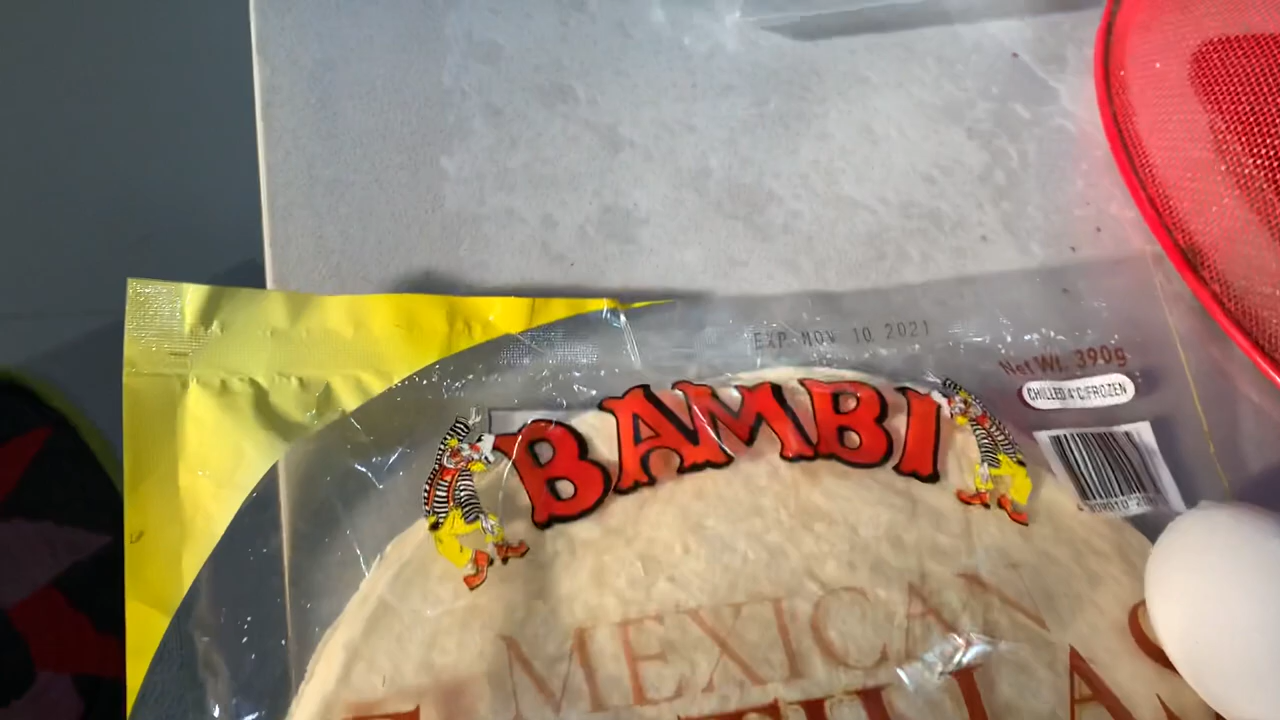 EXP NOV 10 2021
Net Wt. 390g
CHILLED 4°C/FROZEN
BAMBI
MEXICAN